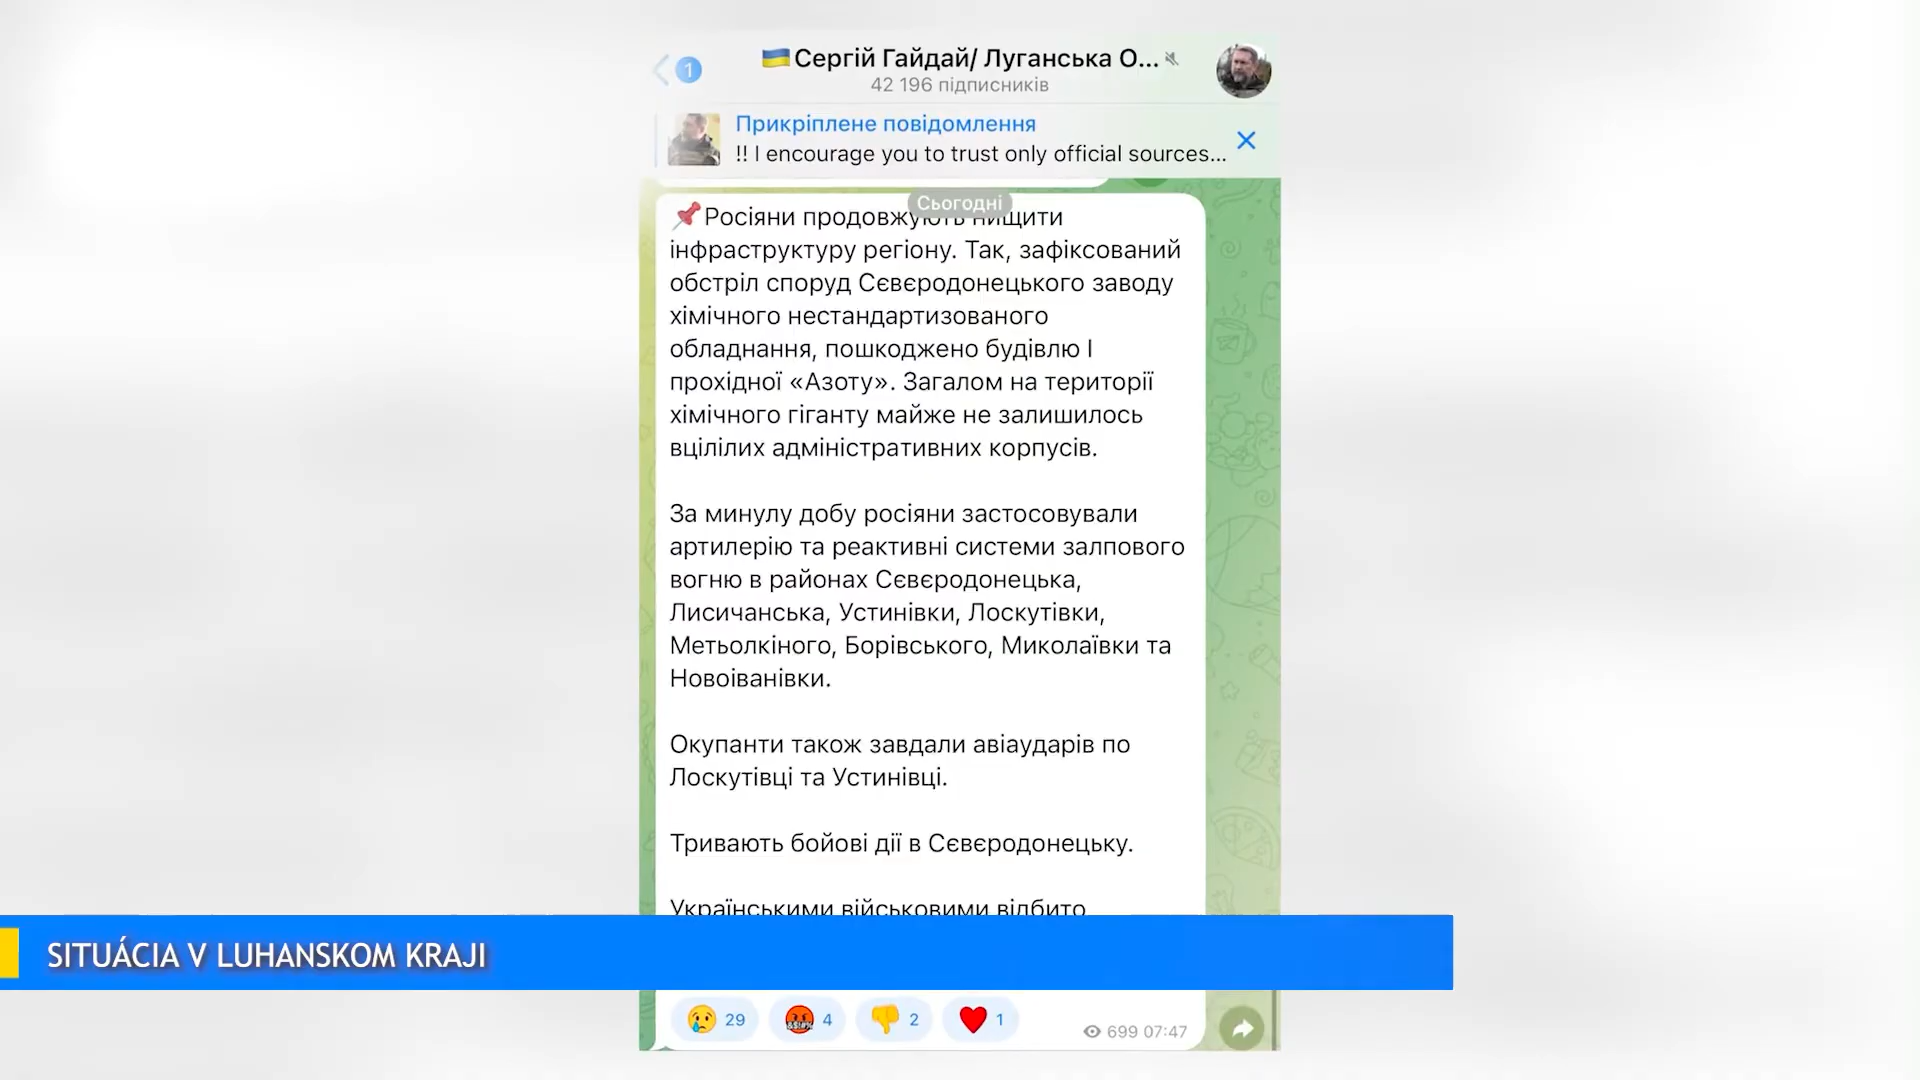 1
🇺🇦Сергій Гайдай/ Луганська О...
42 196 підписників
Прикріплене повідомлення
!! I encourage you to trust only official sources...
Сьогодні
📌Росіяни продовжують нищити
інфраструктуру регіону. Так, зафіксований
обстріл споруд Сєвєродонецького заводу
хімічного нестандартизованого
обладнання, пошкоджено будівлю І
прохідної «Азоту». Загалом на території
хімічного гіганту майже не залишилось
вцілілих адміністративних корпусів.
За минулу добу росіяни застосовували
артилерію та реактивні системи залпового
вогню в районах Сєвєродонецька,
Лисичанська, Устинівки, Лоскутівки,
Метьолкіного, Борівського, Миколаївки та
Новоіванівки.
Окупанти також завдали авіаударів по
Лоскутівці та Устинівці.
Тривають бойові дії в Сєвєродонецьку.
Українськими військовими відбито
SITUÁCIA V LUHANSKOM KRAJI
29 4 2 1
699 07:47